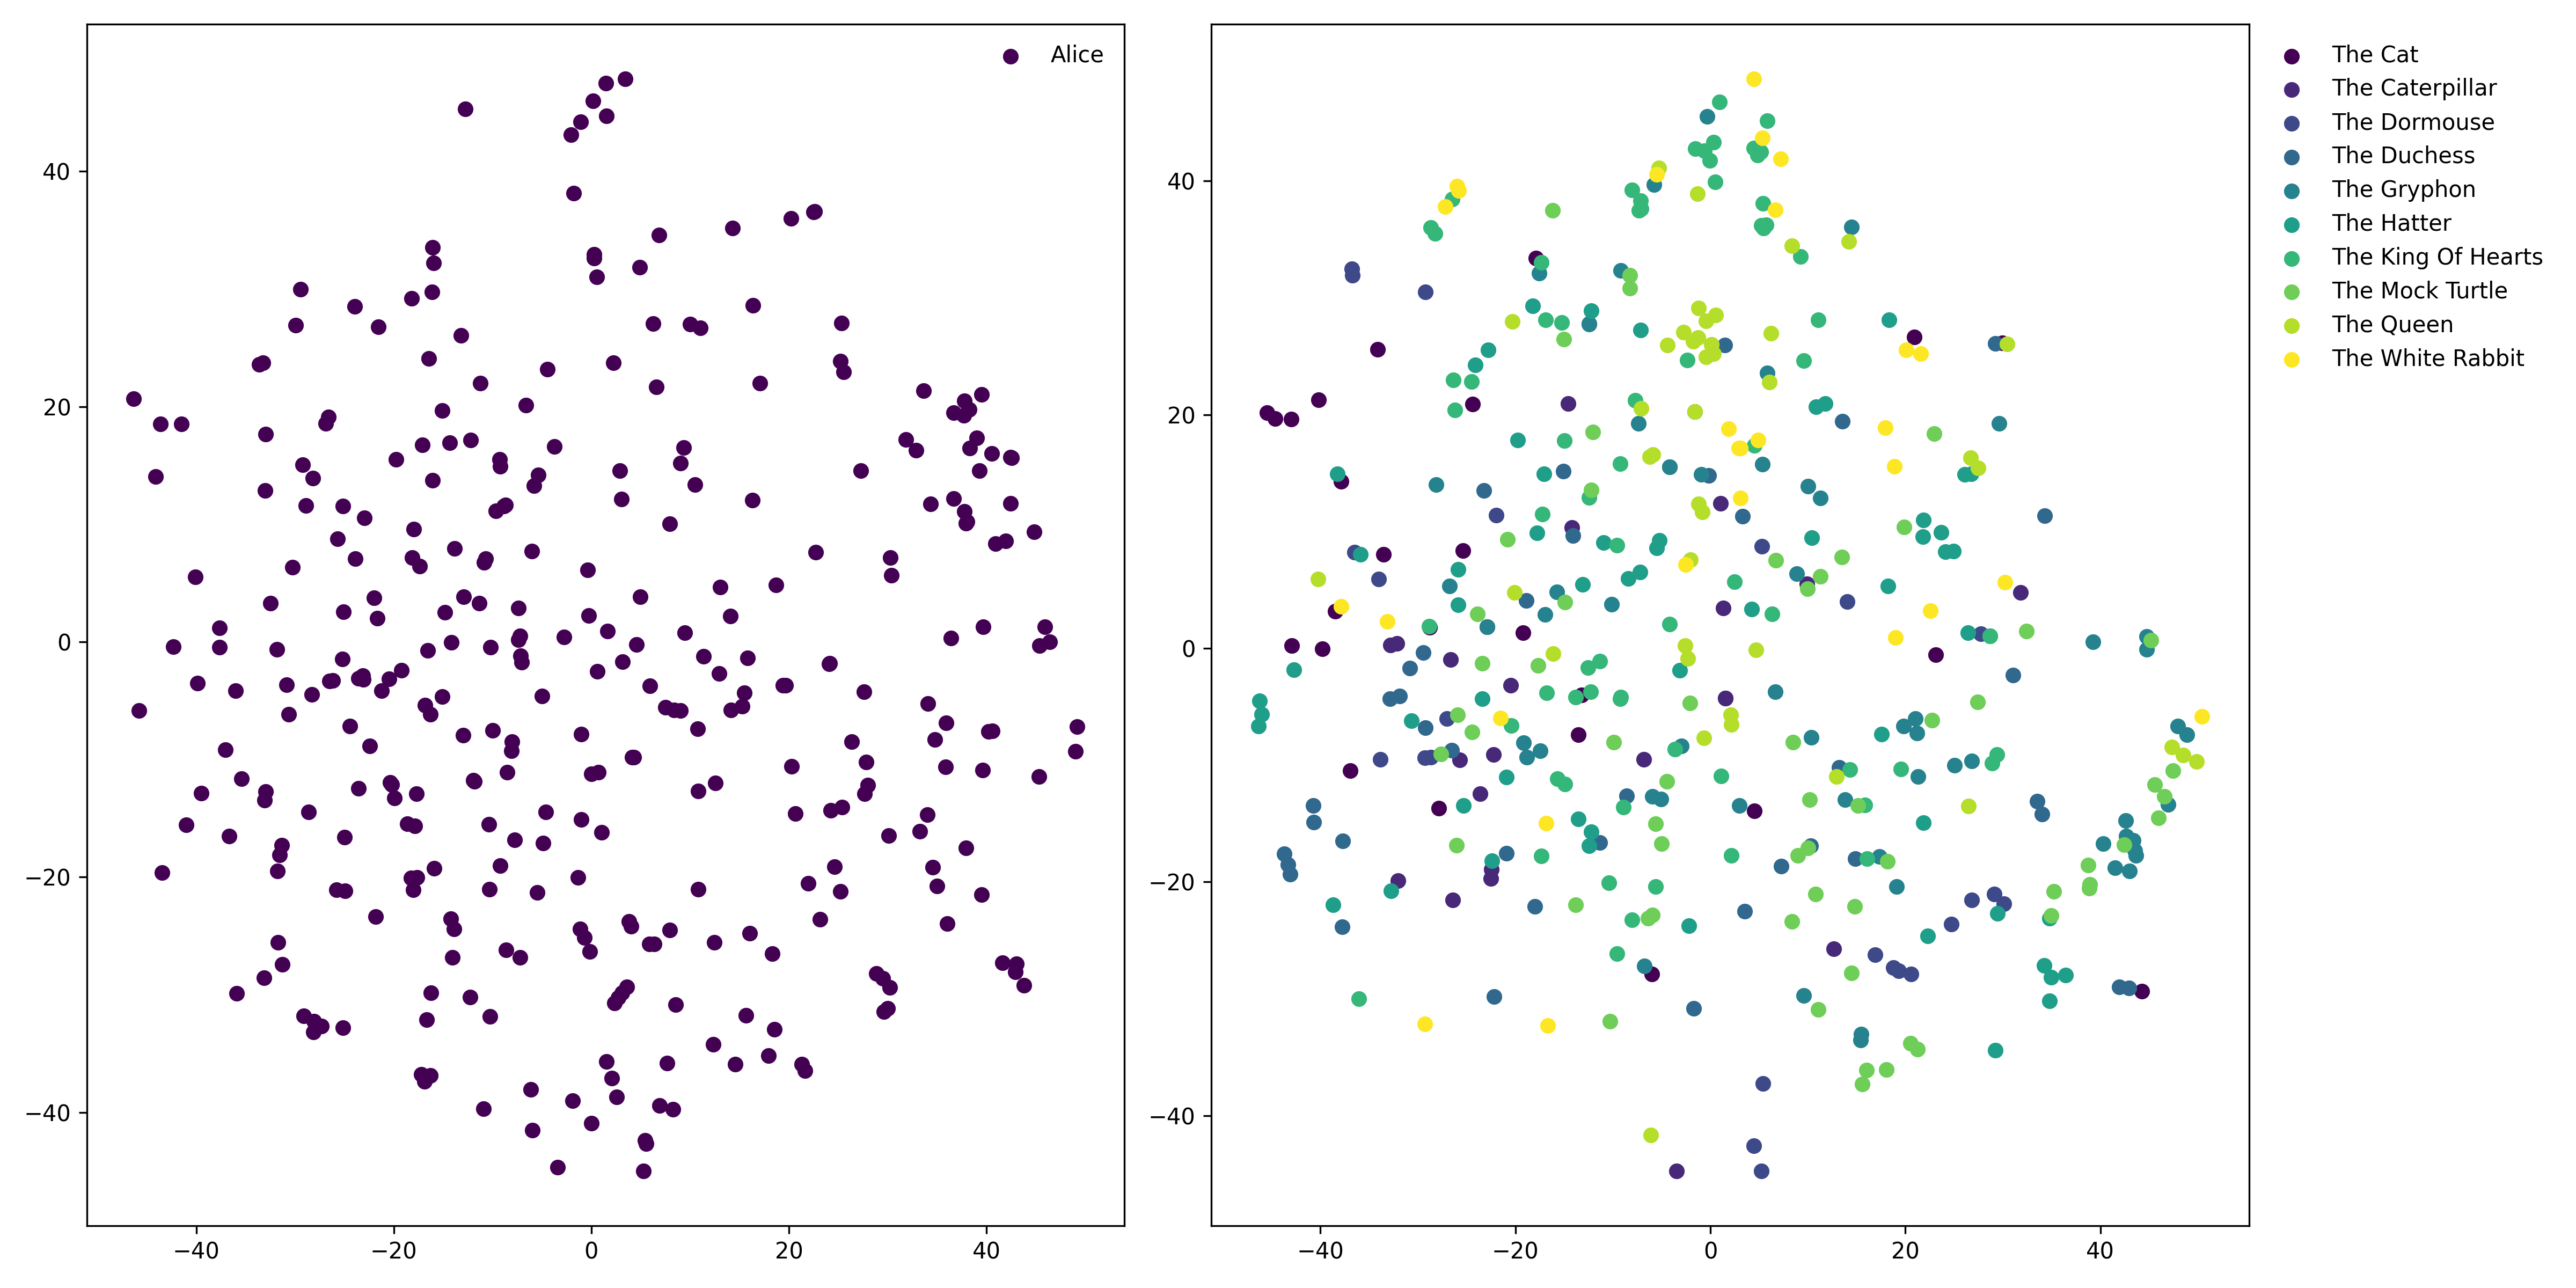 Alice
40
20
0
−20
−40
−40 −20 0 20 40
40
20
0
−20
−40
−40 −20 0 20 40
The Cat
The Caterpillar
The Dormouse
The Duchess
The Gryphon
The Hatter
The King Of Hearts
The Mock Turtle
The Queen
The White Rabbit